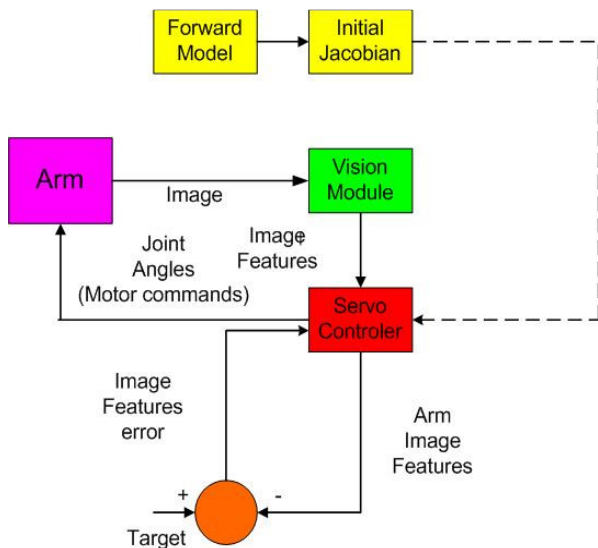 Forward
Model
Initial
Jacobian
Arm
Image
Vision
Module
Image
Features
Joint
Angles
(Motor commands)
Servo
Controler
Image
Features
error
Arm
Image
Features
+
-
Target